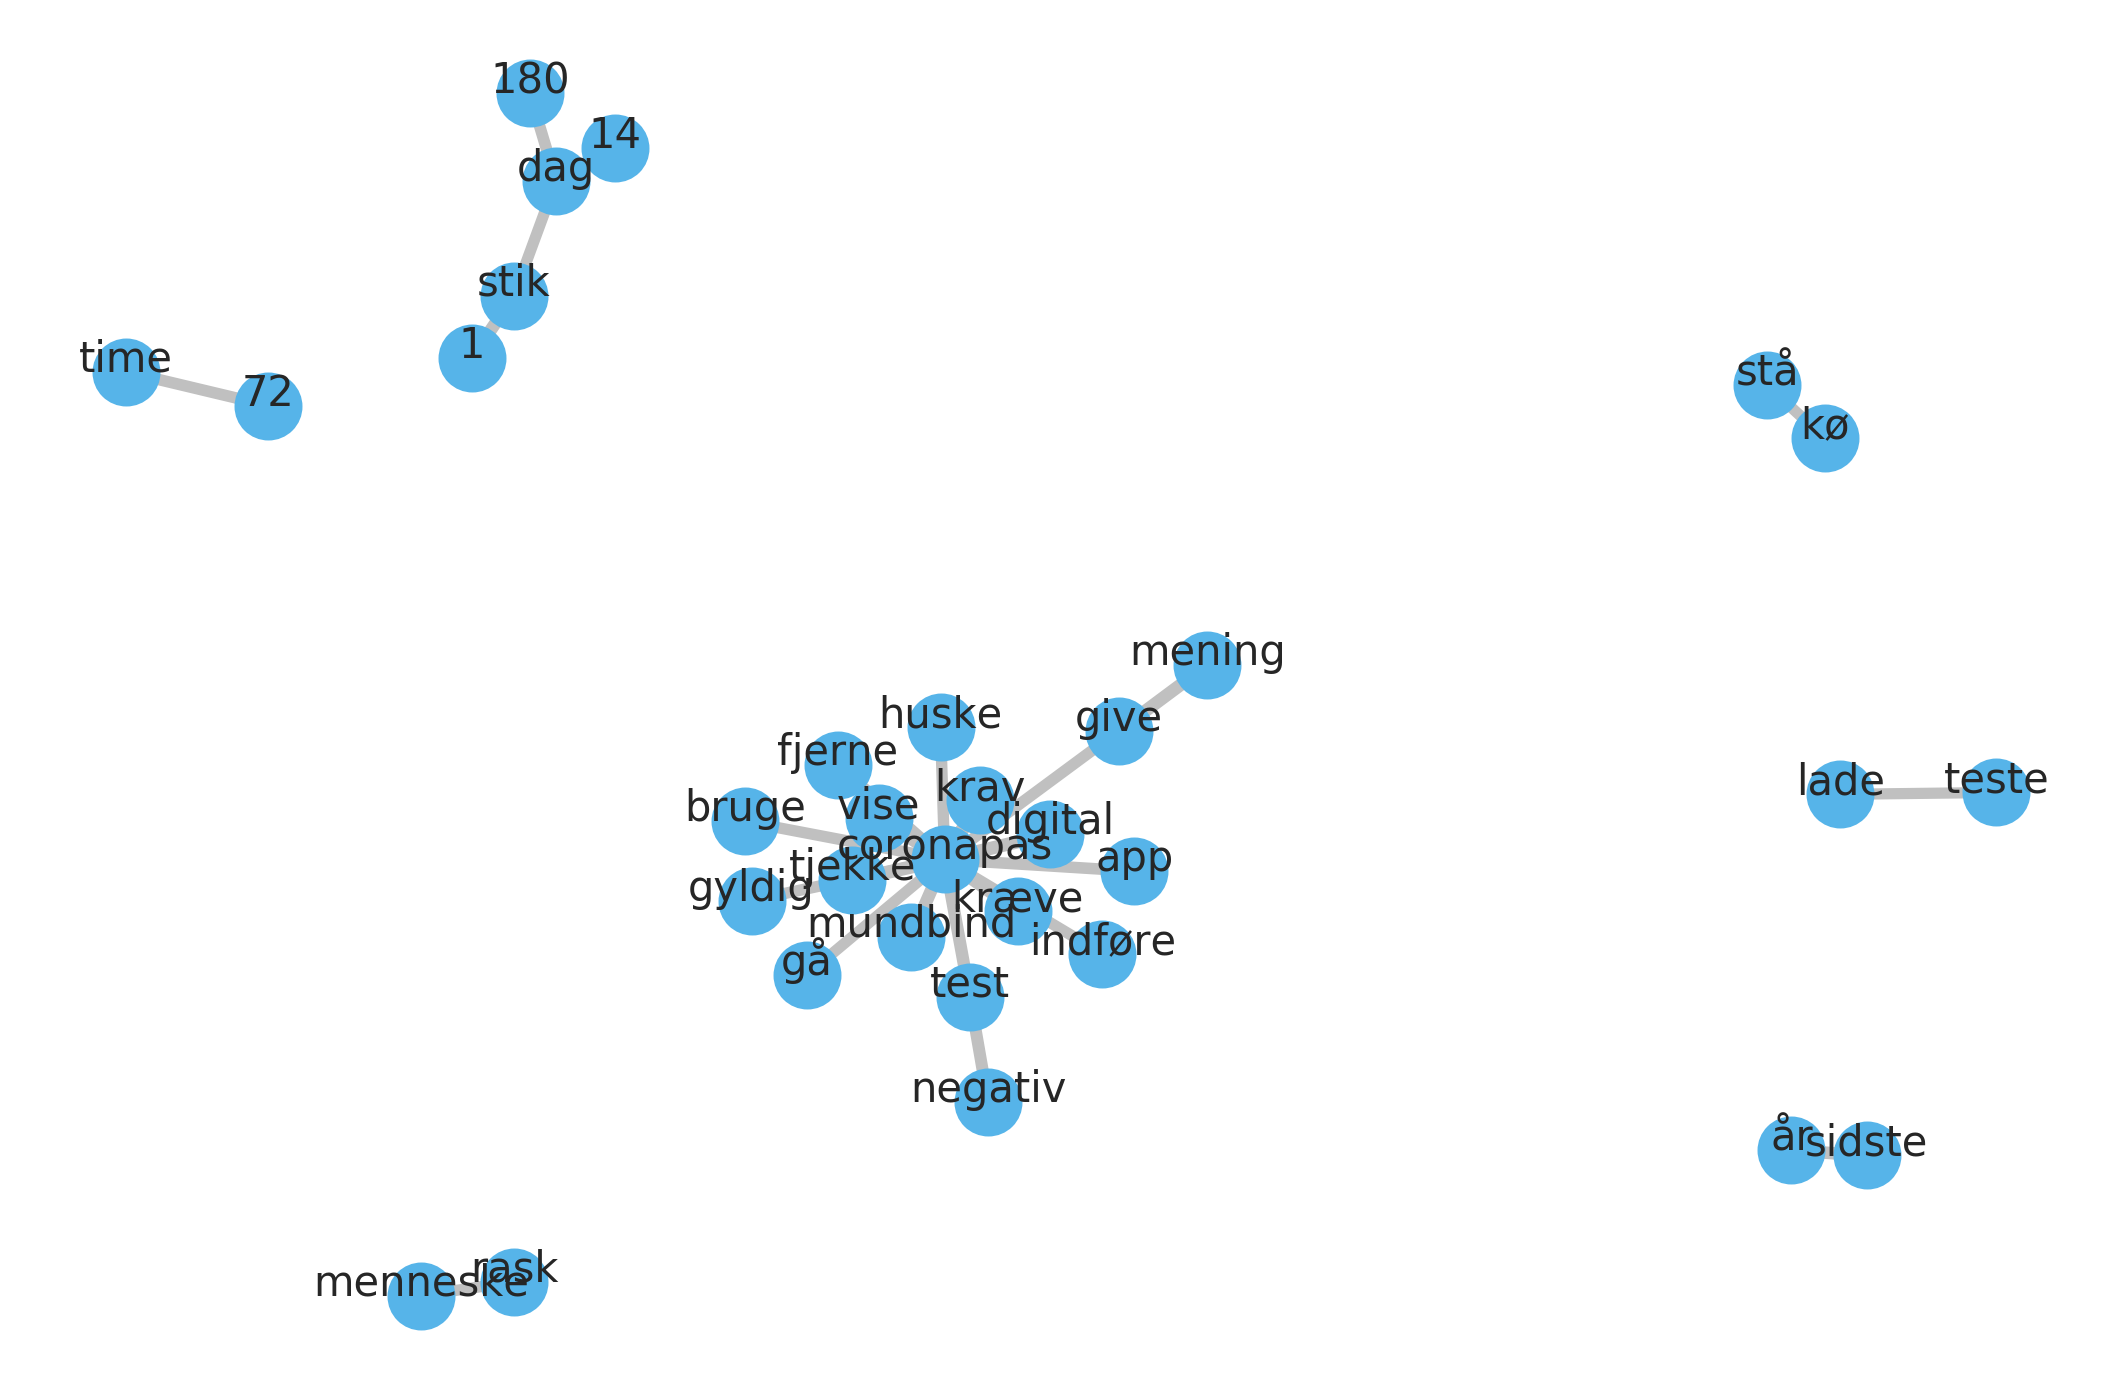 180
14
dag
stik
1
time
72
stå
kø
mening
huske
give
fjerne
krav
vise
bruge
digital
coronapas
tjekke
app
gyldig
kræve
mundbind
indføre
gå
test
negativ
lade
teste
år
sidste
rask
menneske